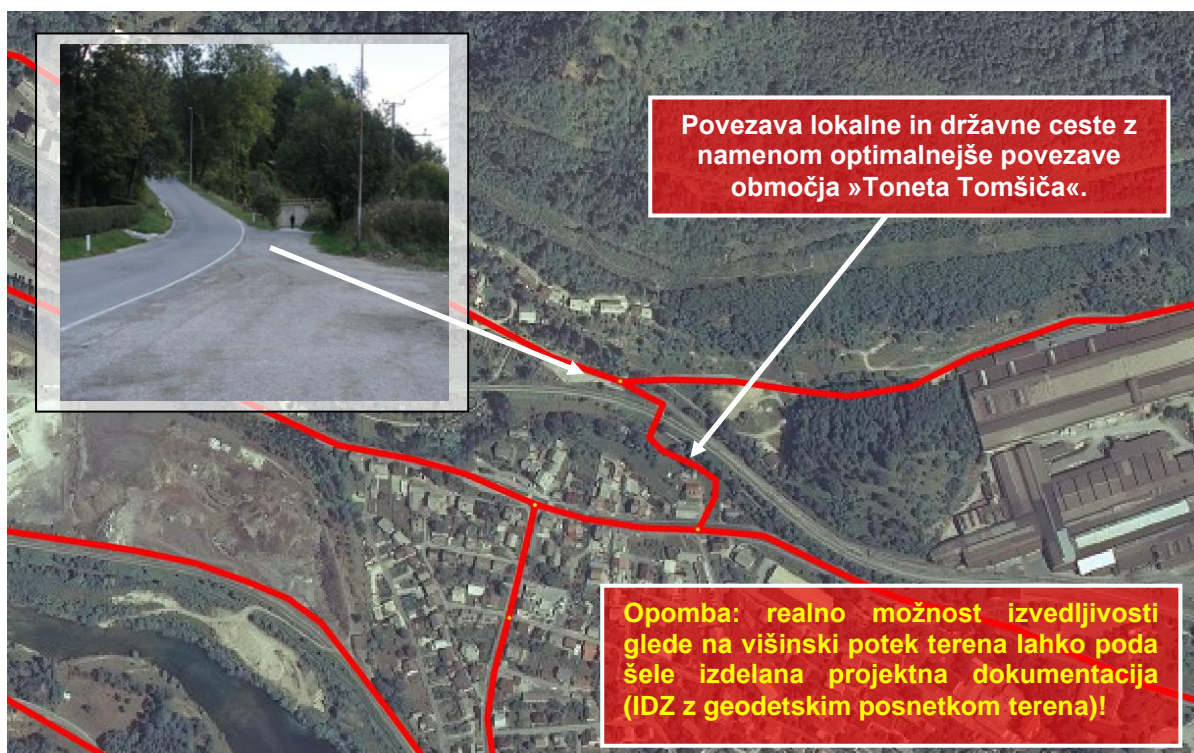 Povezava lokalne in državne ceste z
namenom optimalnejše povezave
območja »Toneta Tomšiča«.
Opomba: realno možnost izvedljivosti
glede na višinski potek terena lahko poda
šele izdelana projektna dokumentacija
(IDZ z geodetskim posnetkom terena)!